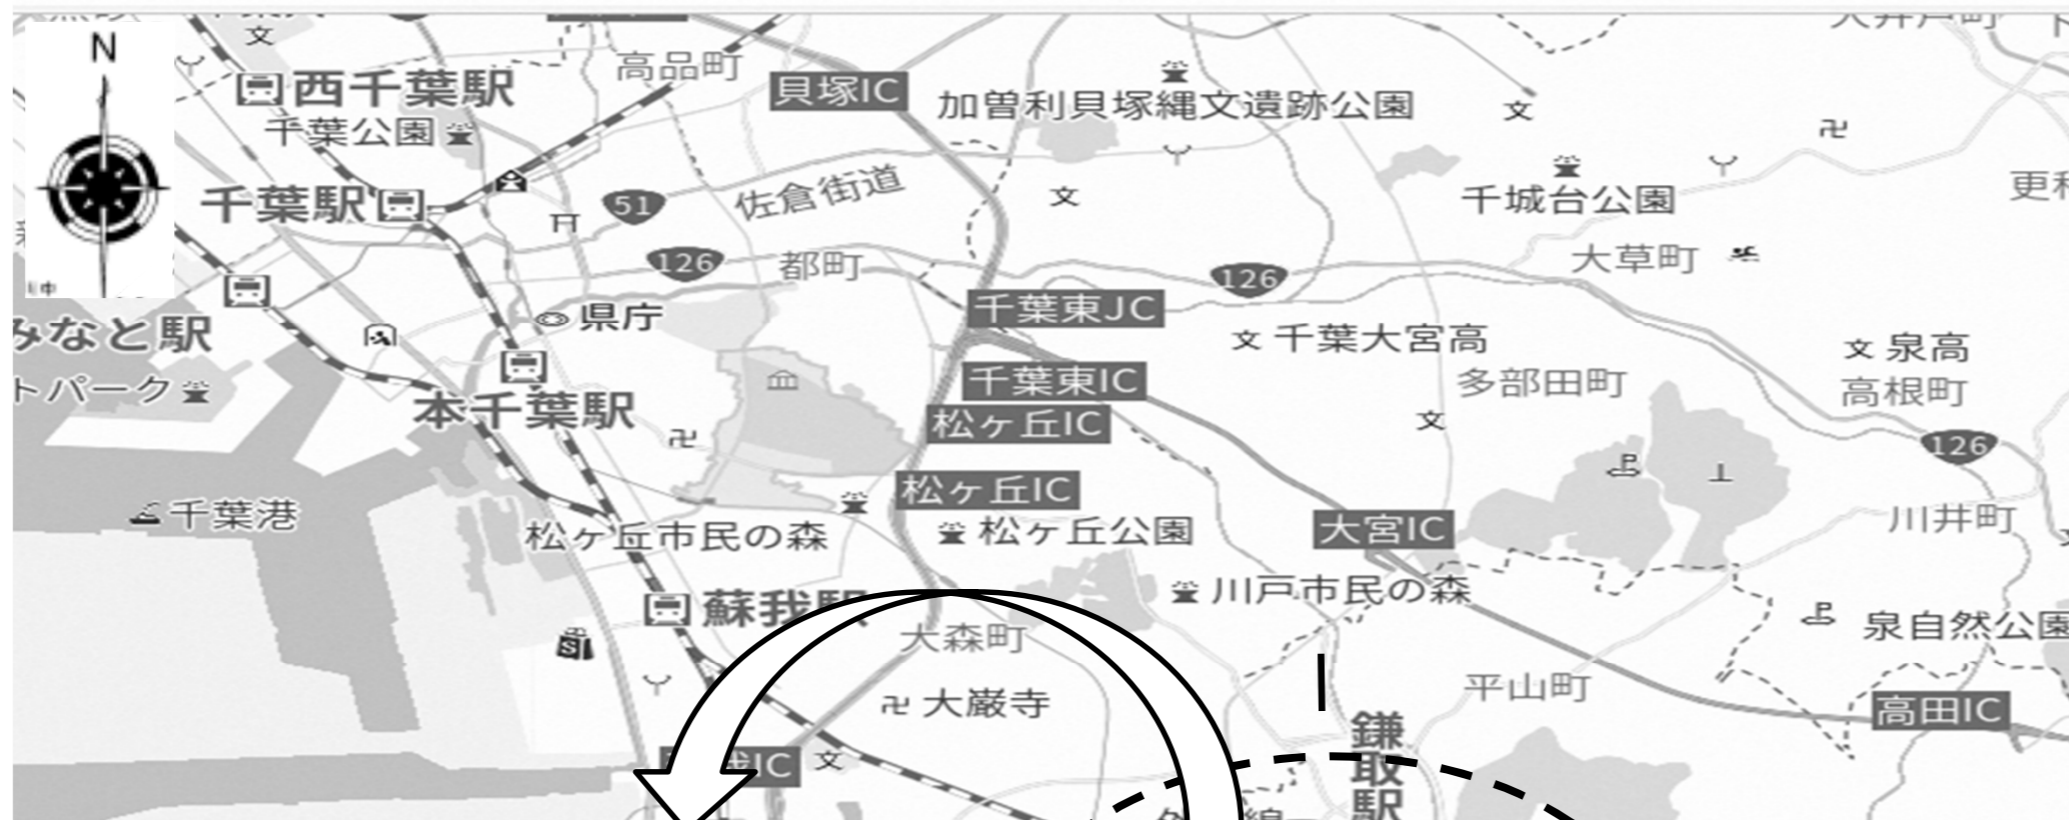 N
西千葉駅
高品町
貝塚IC
加曽利貝塚縄文遺跡公園
千葉公園
千葉駅
51
佐倉街道
千城台公園
126
都町
126
大草町
県庁
千葉東JC
千葉大宮高
泉高
みなと駅
トパーク
本千葉駅
千葉東IC
松ヶ丘IC
多部田町
高根町
126
千葉港
松ヶ丘市民の森
松ヶ丘IC
松ヶ丘公園
大宮IC
川井町
蘇我駅
大森町
川戸市民の森
泉自然公園
大巌寺
平山町
高田IC
鎌取駅